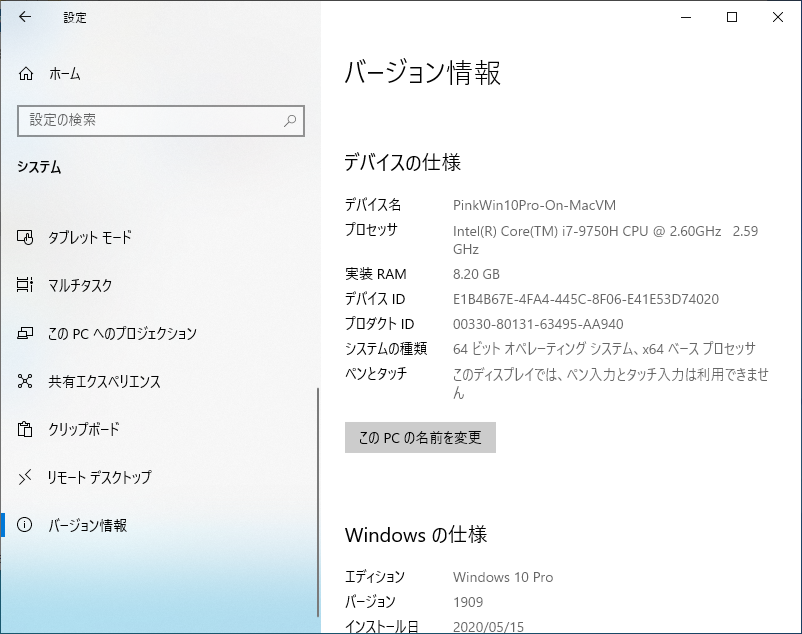 設定
ホーム
設定の検索
システム
タブレット モード
マルチタスク
この PC へのプロジェクション
共有エクスペリエンス
クリップボード
リモート デスクトップ
バージョン情報
バージョン情報
デバイスの仕様
デバイス名 PinkWin10Pro-On-MacVM
プロセッサ Intel(R) Core(TM) i7-9750H CPU @ 2.60GHz 2.59
GHz
実装 RAM 8.20 GB
デバイス ID E1B4B67E-4FA4-445C-8F06-E41E53D74020
プロダクト ID 00330-80131-63495-AA940
システムの種類 64 ビット オペレーティング システム、x64 ベース プロセッサ
ペンとタッチ このディスプレイでは、ペン入力とタッチ入力は利用できませ
ん
この PC の名前を変更
Windows の仕様
エディション Windows 10 Pro
バージョン 1909
インストール日 2020/05/15